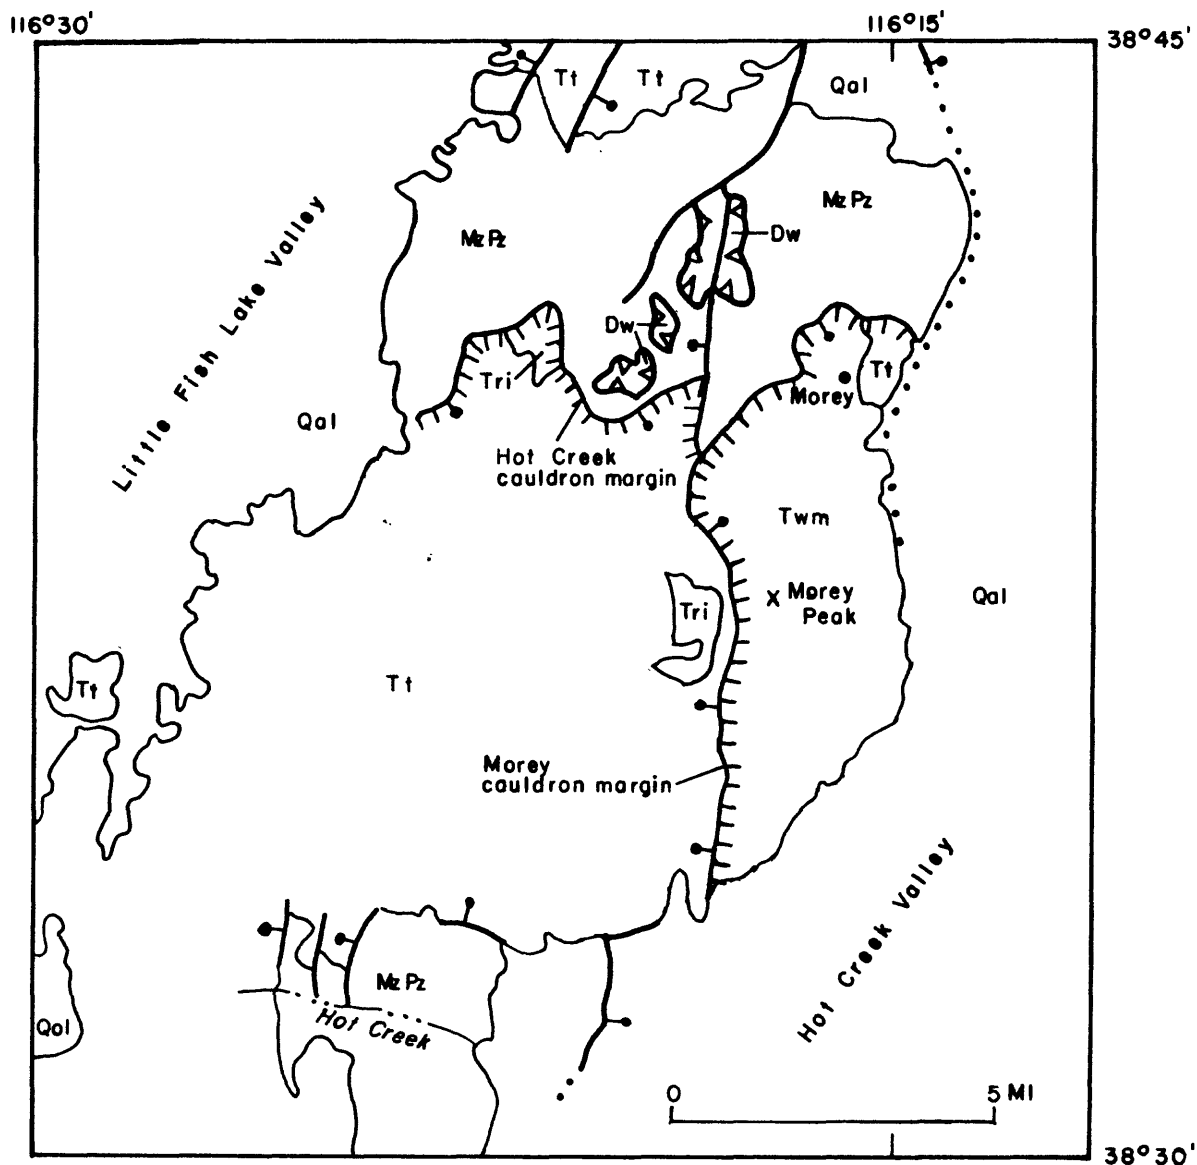 116°30'
116°15'
38°45'
Tt
Tt
Qal
MzPz
MzPz
Dw
Dw
Little Fish Lake Valley
Tri
Tt
Morey
Qal
Hot Creek
cauldron margin
Twm
X Morey
Peak
Qal
Tri
Tt
Tt
Morey
cauldron margin
Hot Creek Valley
MzPz
Hot Creek
Qal
0 5 MI
38°30'